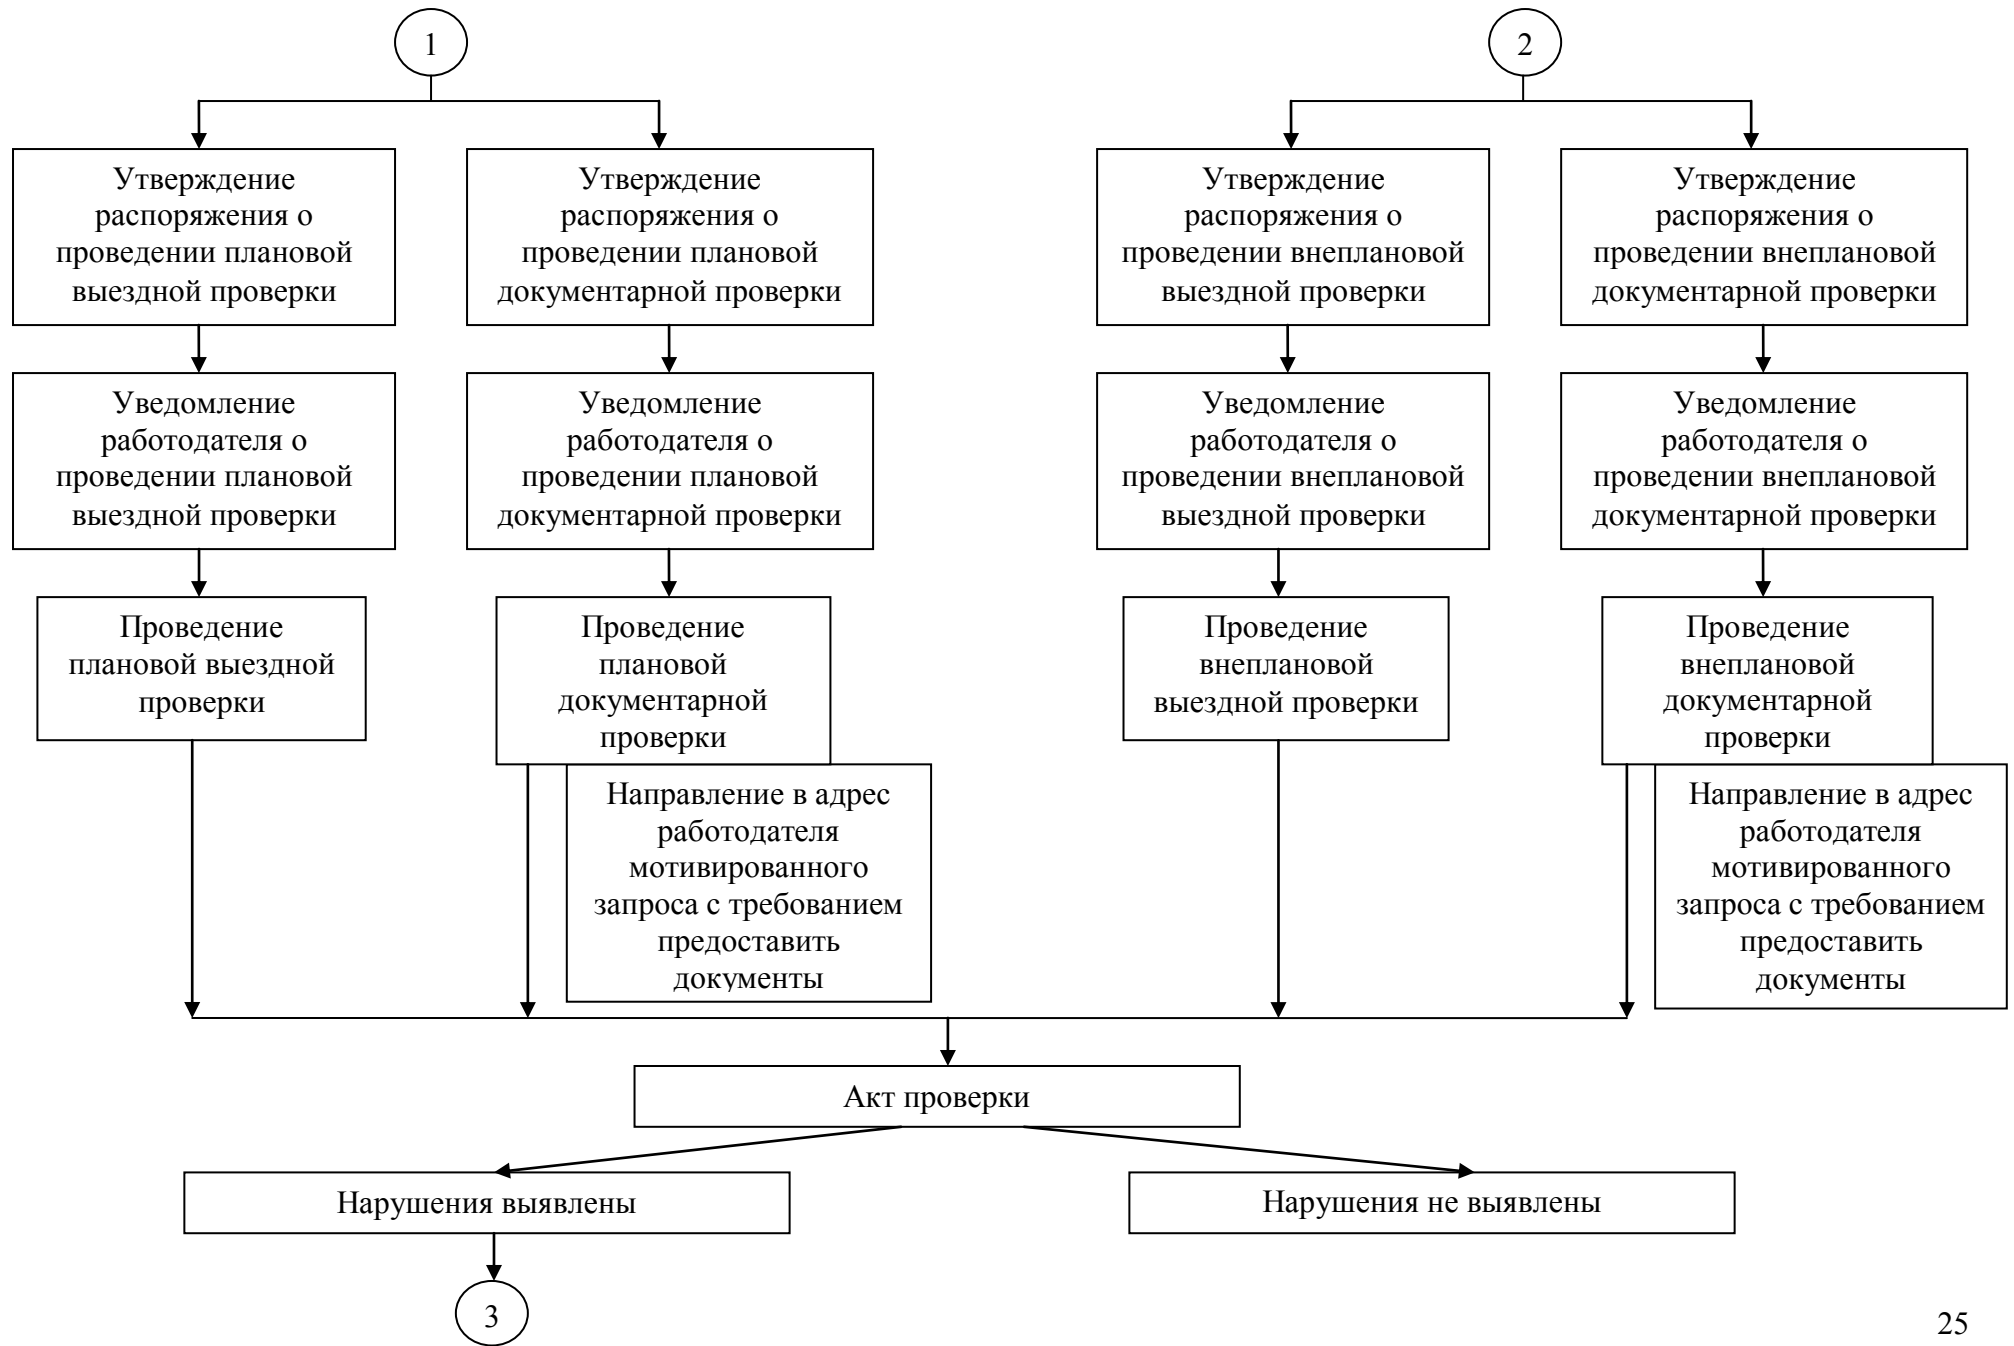 1
2
Утверждение
распоряжения о
проведении плановой
выездной проверки
Утверждение
распоряжения о
проведении плановой
документарной проверки
Утверждение
распоряжения о
проведении внеплановой
выездной проверки
Утверждение
распоряжения о
проведении внеплановой
документарной проверки
Уведомление
работодателя о
проведении плановой
выездной проверки
Уведомление
работодателя о
проведении плановой
документарной проверки
Уведомление
работодателя о
проведении внеплановой
выездной проверки
Уведомление
работодателя о
проведении внеплановой
документарной проверки
Проведение
плановой выездной
проверки
Проведение
плановой
документарной
проверки
Проведение
внеплановой
выездной проверки
Проведение
внеплановой
документарной
проверки
Направление в адрес
работодателя
мотивированного
запроса с требованием
предоставить
документы
Направление в адрес
работодателя
мотивированного
запроса с требованием
предоставить
документы
Акт проверки
Нарушения выявлены
Нарушения не выявлены
3
25